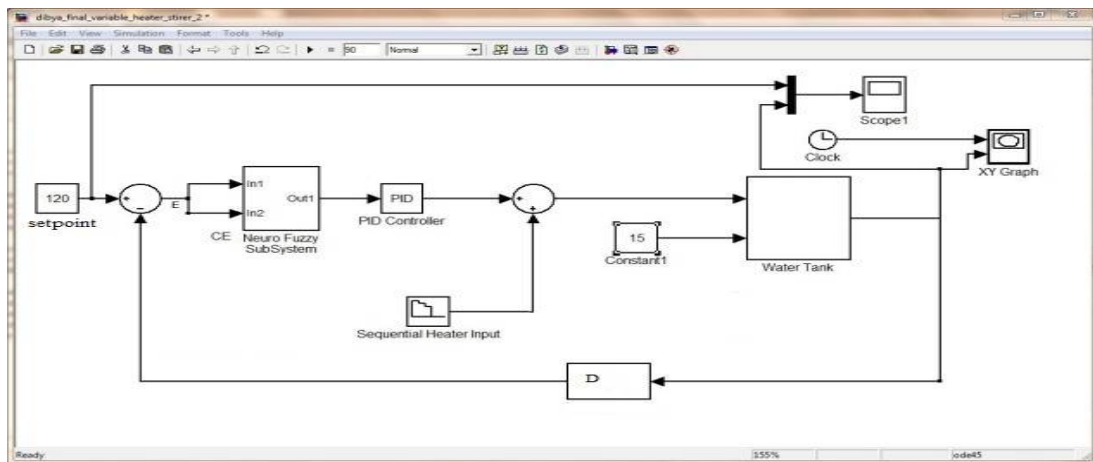 dibya_final_variable_heater_stirer_2 *
File Edit View Simulation Format Tools Help
90 Normal
Scope1
Clock
XY Graph
120
setpoint
E
CE
In1
In2
Out1
Neuro Fuzzy
SubSystem
PID
PID Controller
15
Constant1
Water Tank
Sequential Heater Input
D
Ready 155% ode45